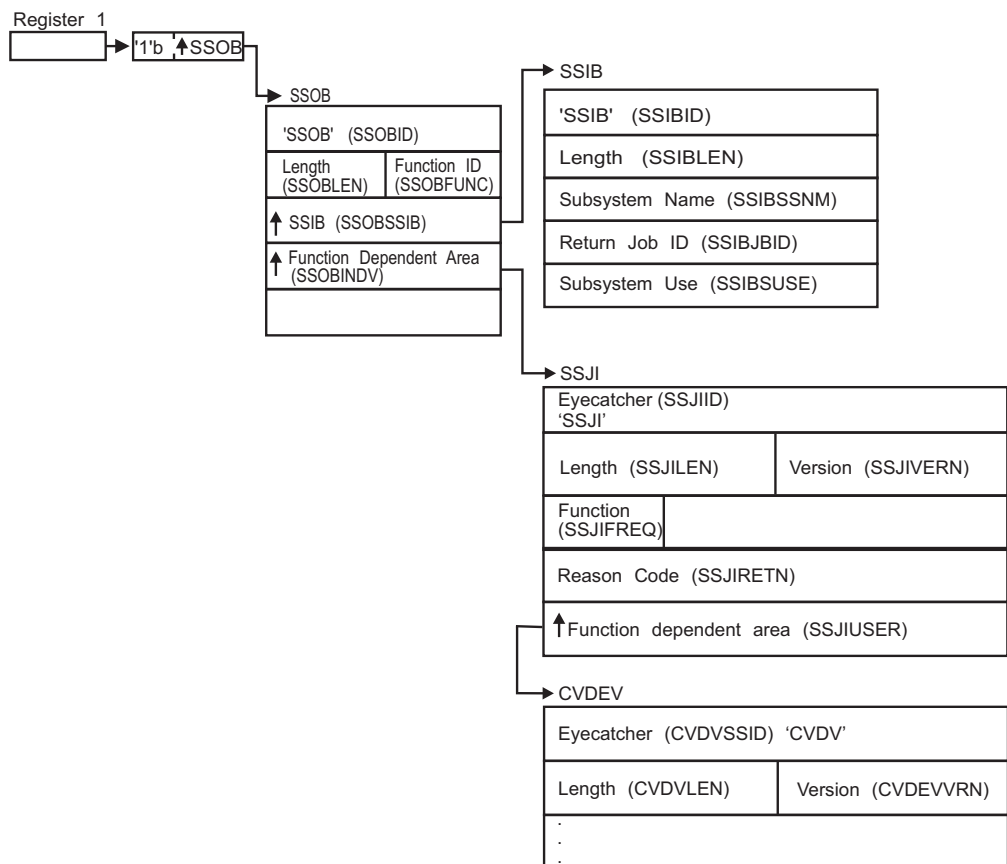 Register 1
'1'b ↑SSOB
SSOB
'SSOB' (SSOBID)
Length
(SSOBLEN)
Function ID
(SSOBFUNC)
↑ SSIB (SSOBSSIB)
↑ Function Dependent Area
(SSOBINDV)
SSIB
'SSIB' (SSIBID)
Length (SSIBLEN)
Subsystem Name (SSIBSSNM)
Return Job ID (SSIBJBID)
Subsystem Use (SSIBSUSE)
SSJI
Eyecatcher (SSJIID)
‘SSJI’
Length (SSJILEN)
Version (SSJIVERN)
Function
(SSJIFREQ)
Reason Code (SSJIRETN)
↑Function dependent area (SSJIUSER)
CVDEV
Eyecatcher (CVDVSSID) ‘CVDV’
Length (CVDVLEN)
Version (CVDEVVRN)
.
.
.